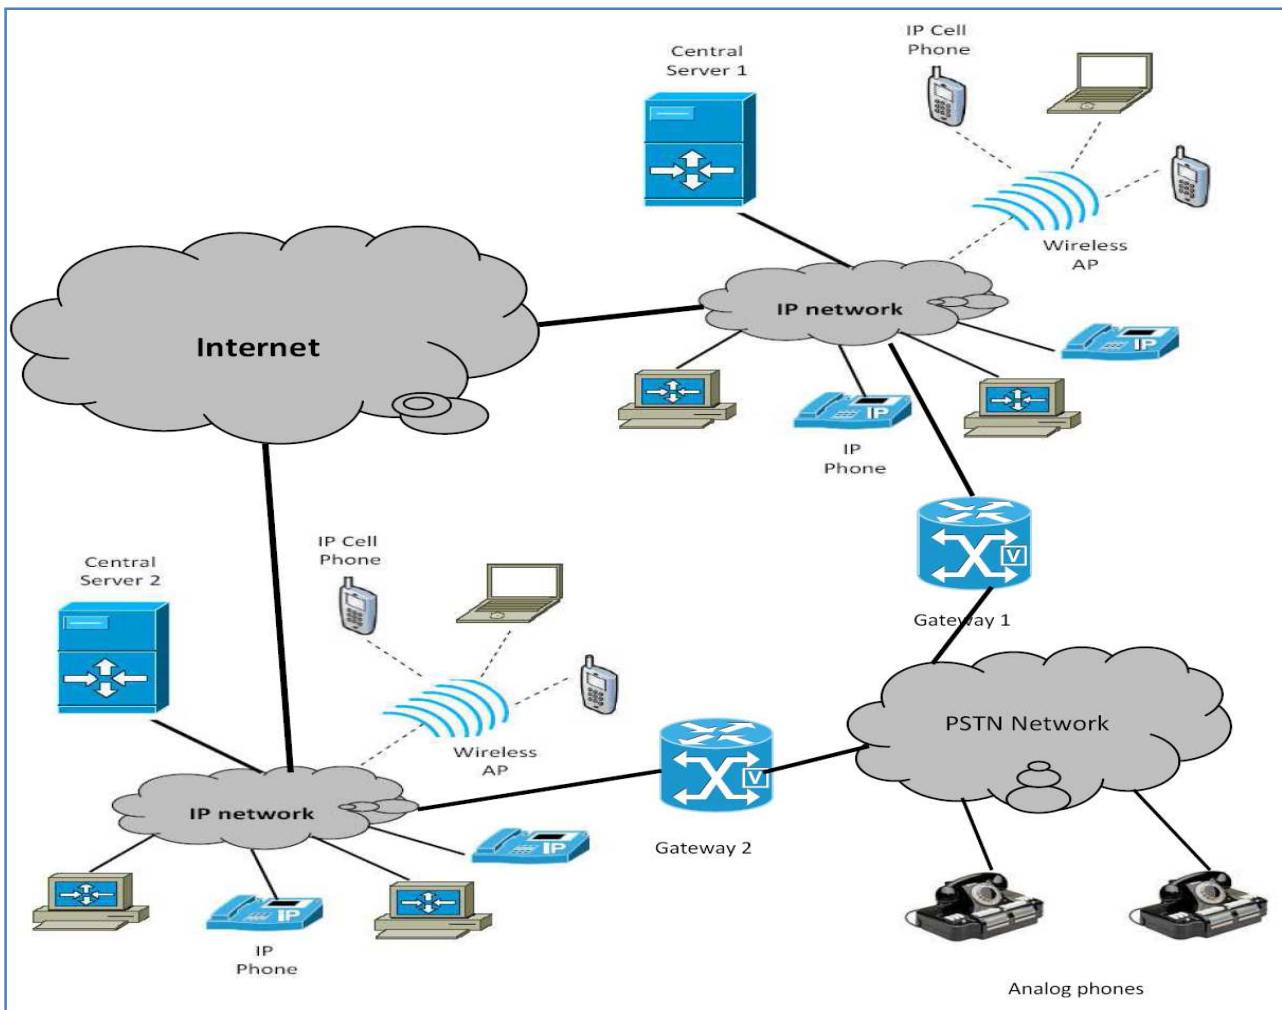 IP Cell
Phone
Central
Server 1
Wireless
AP
IP network
Internet
IP
IP
IP
Phone
V
Gateway 1
IP Cell
Phone
Central
Server 2
Wireless
AP
PSTN Network
V
IP network
Gateway 2
IP
IP
IP
Phone
Analog phones